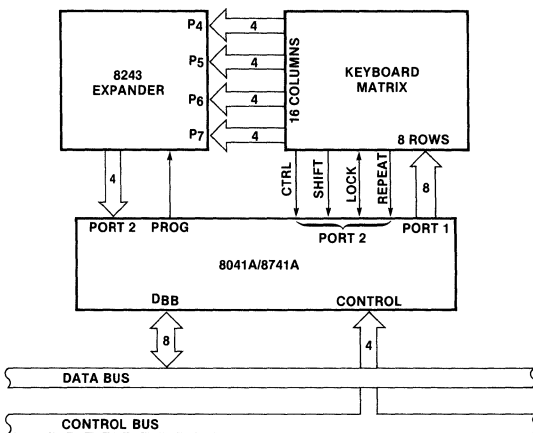 P4
4
P5
4
P6
4
P7
4
8243
EXPANDER
16 COLUMNS
KEYBOARD
MATRIX
8 ROWS
4
CTRL
SHIFT
LOCK
REPEAT
8
PORT 2
PROG
PORT 2
PORT 1
8041A/8741A
DBB
CONTROL
8
4
DATA BUS
CONTROL BUS